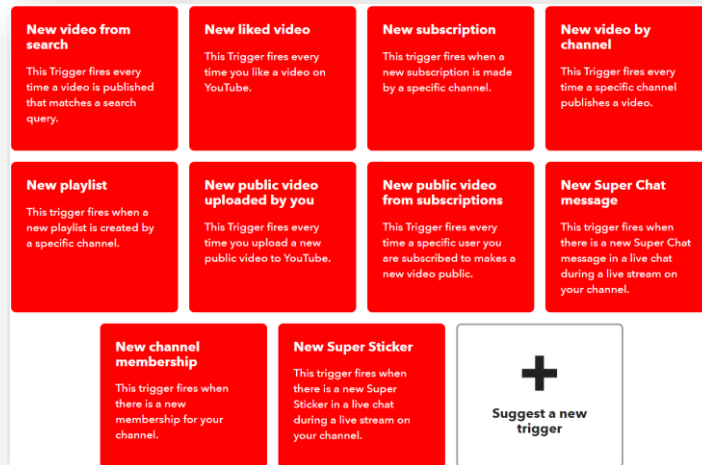 New video from
search
This Trigger fires every
time a video is published
that matches a search
query.
New liked video
This Trigger fires every
time you like a video on
YouTube.
New subscription
This trigger fires when a
new subscription is made
by a specific channel.
New video by
channel
This Trigger fires every
time a specific channel
publishes a video.
New playlist
This trigger fires when a
new playlist is created by
a specific channel.
New public video
uploaded by you
This Trigger fires every
time you upload a new
public video to YouTube.
New public video
from subscriptions
This Trigger fires every
time a specific user you
are subscribed to makes a
new video public.
New Super Chat
message
This trigger fires when
there is a new Super Chat
message in a live chat
during a live stream on
your channel.
New channel
membership
This trigger fires when
there is a new
membership for your
channel.
New Super Sticker
This trigger fires when
there is a new Super
Sticker in a live chat
during a live stream on
your channel.
Suggest a new
trigger